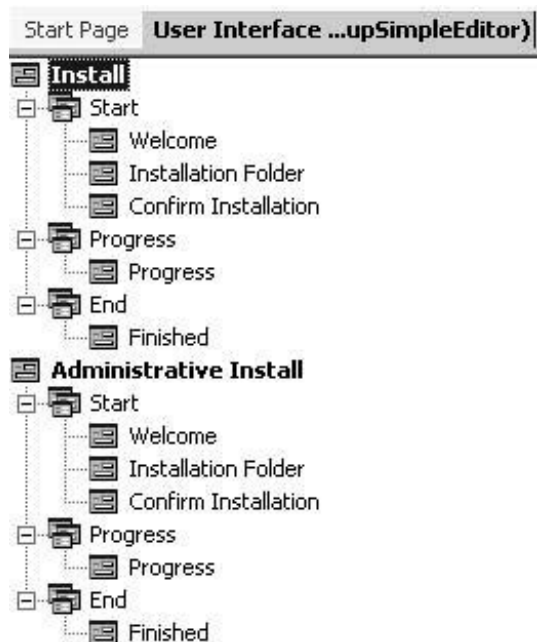 Start Page User Interface ...upSimpleEditor)
Install
Start
Welcome
Installation Folder
Confirm Installation
Progress
Progress
End
Finished
Administrative Install
Start
Welcome
Installation Folder
Confirm Installation
Progress
Progress
End
Finished